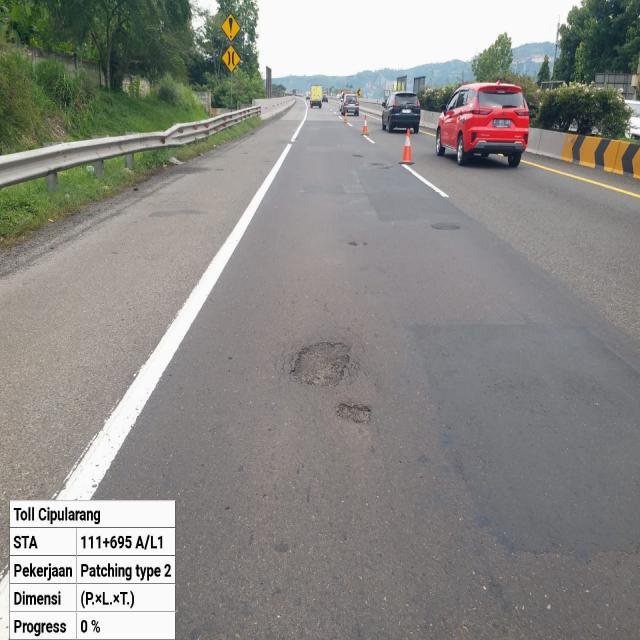 Toll Cipularang
STA 111+695 A/L1
Pekerjaan Patching type 2
Dimensi (P.×L.×T.)
Progress 0 %